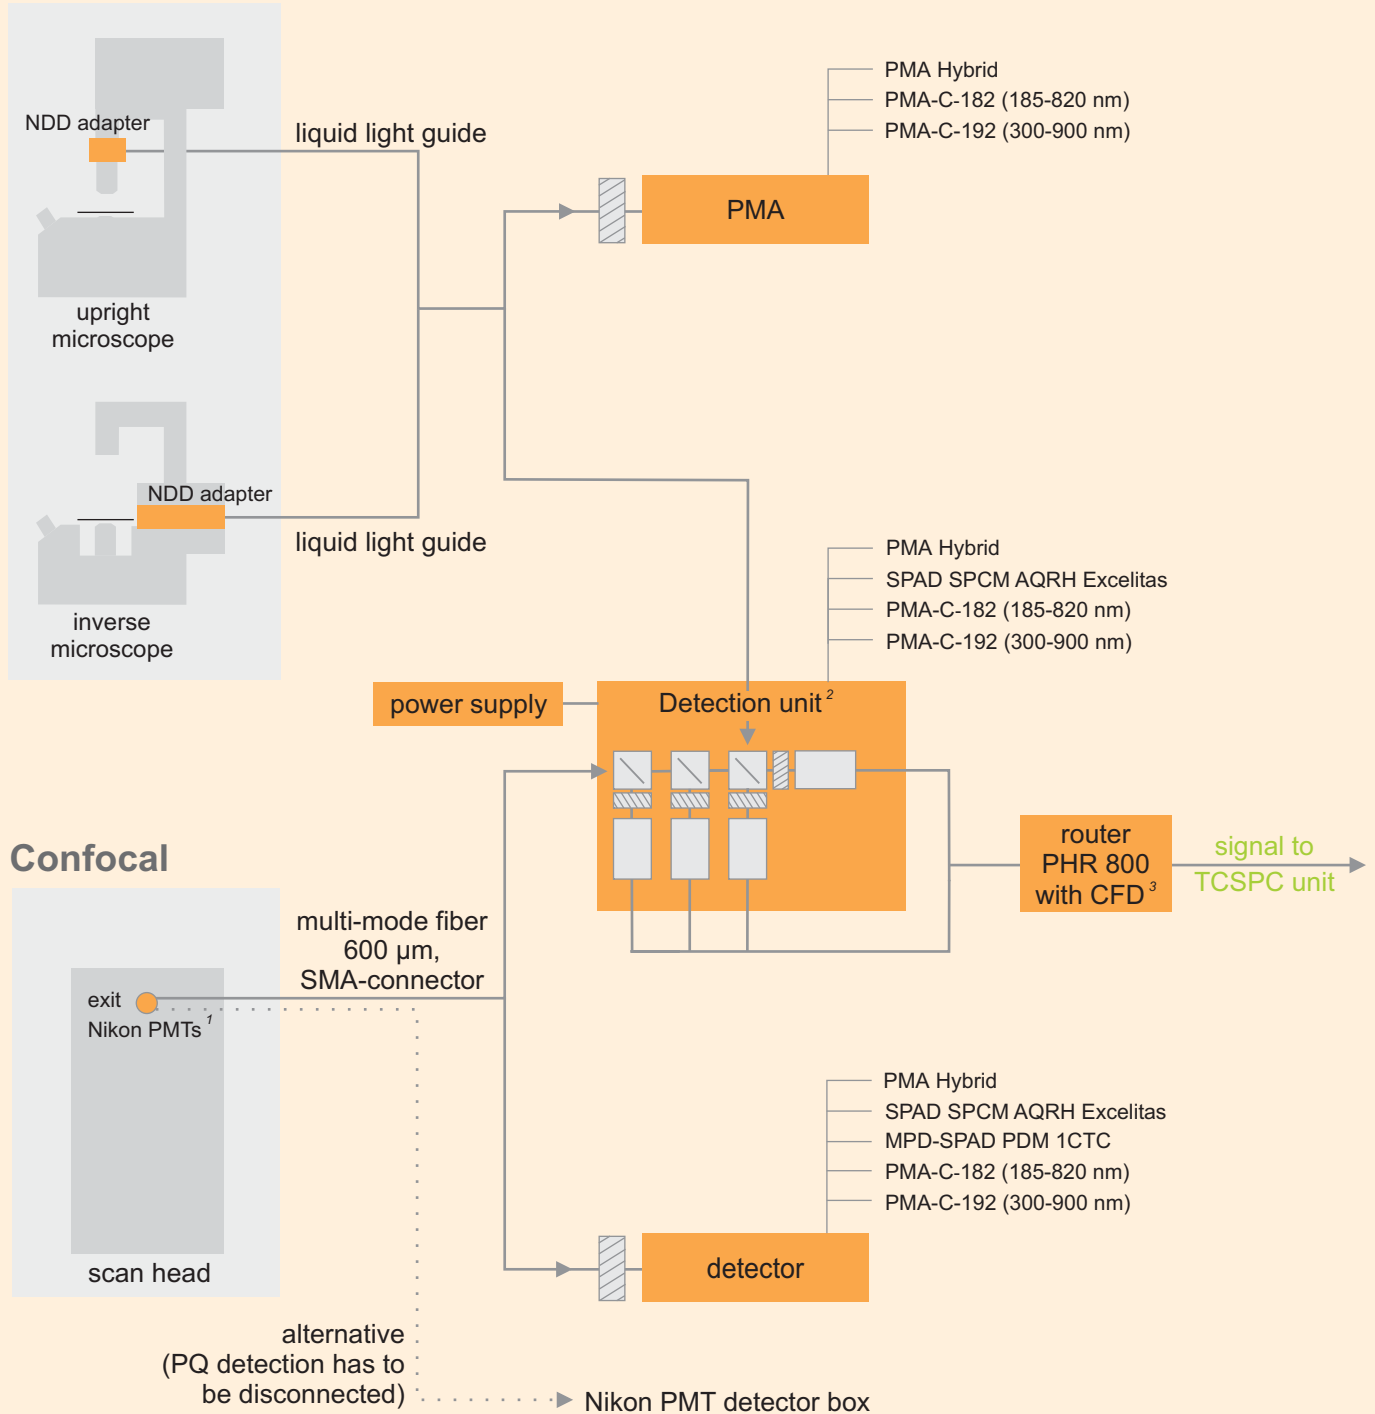 NDD adapter
liquid light guide
upright
microscope
PMA Hybrid
PMA-C-182 (185-820 nm)
PMA-C-192 (300-900 nm)
PMA
NDD adapter
liquid light guide
inverse
microscope
PMA Hybrid
SPAD SPCM AQRH Excelitas
PMA-C-182 (185-820 nm)
PMA-C-192 (300-900 nm)
power supply
Detection unit 2
router
PHR 800
with CFD 3
signal to
TCSPC unit
Confocal
multi-mode fiber
600 µm,
SMA-connector
exit
Nikon PMTs 1
scan head
PMA Hybrid
SPAD SPCM AQRH Excelitas
MPD-SPAD PDM 1CTC
PMA-C-182 (185-820 nm)
PMA-C-192 (300-900 nm)
detector
alternative
(PQ detection has to
be disconnected)
Nikon PMT detector box